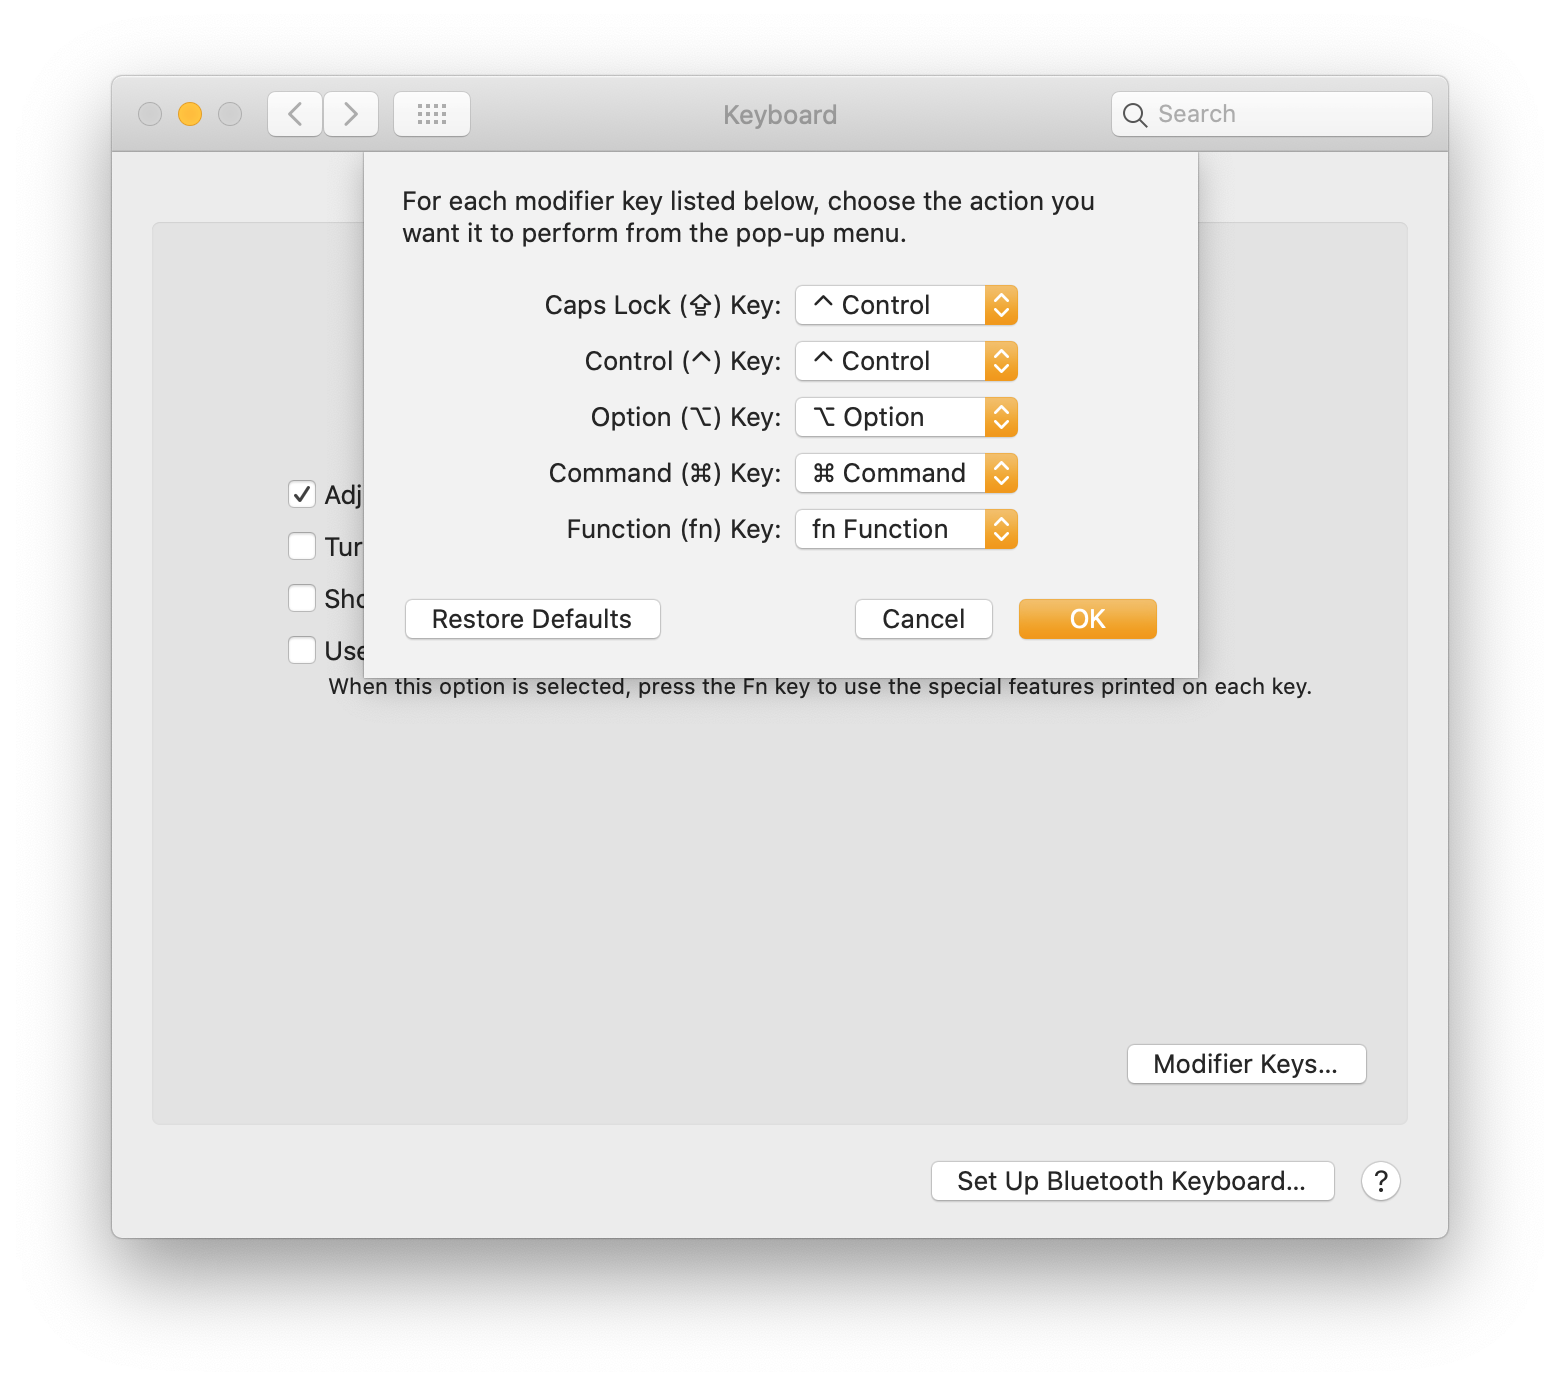 Keyboard
Search
For each modifier key listed below, choose the action you
want it to perform from the pop-up menu.
Caps Lock (⇪) Key: ^ Control
Control (^) Key: ^ Control
Option (⌥) Key: ⌥ Option
Command (⌘) Key: ⌘ Command
Function (fn) Key: fn Function
Restore Defaults Cancel OK
Adj
Tur
Sho
Use
When this option is selected, press the Fn key to use the special features printed on each key.
Modifier Keys...
Set Up Bluetooth Keyboard... ?